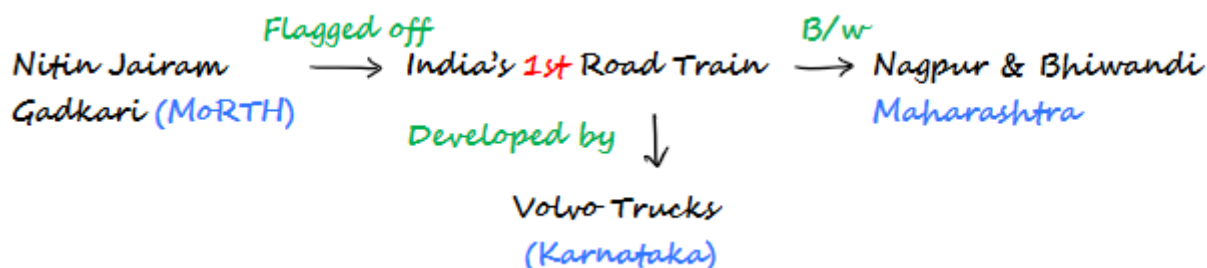 Flagged off
B/w
Nitin Jairam → India's 1st Road Train → Nagpur & Bhiwandi
Gadkari (MoRTH)
Maharashtra
Developed by ↓
Volvo Trucks
(Karnataka)